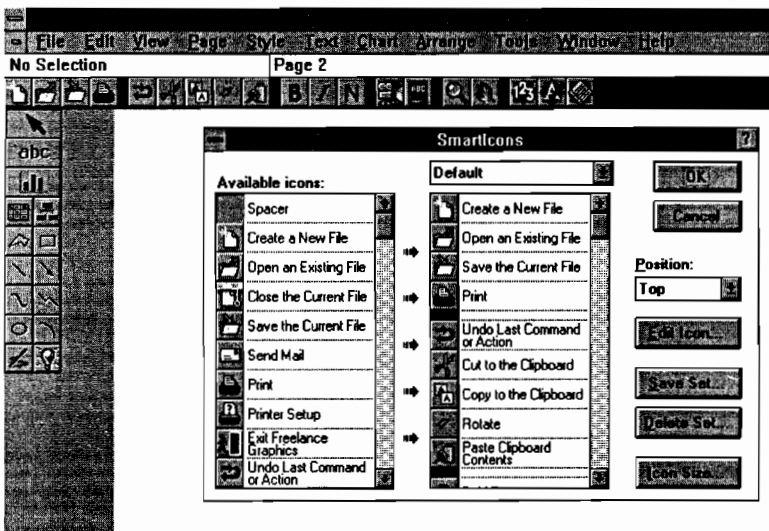 File Edit View Page Style Text Chart Arrange Tools Window Help
No Selection Page 2
B I N
abc
SmartIcons ?
Available icons:
Default
Spacer
Create a New File
Open an Existing File
Close the Current File
Save the Current File
Send Mail
Print
Printer Setup
Exit Freelance
Graphics
Undo Last Command
or Action
Create a New File
Open an Existing File
Save the Current File
Print
Undo Last Command
or Action
Cut to the Clipboard
Copy to the Clipboard
Rotate
Paste Clipboard
Contents
OK
Cancel
Position:
Top
Edit Icon...
Save Set...
Delete Set...
Icon Size...